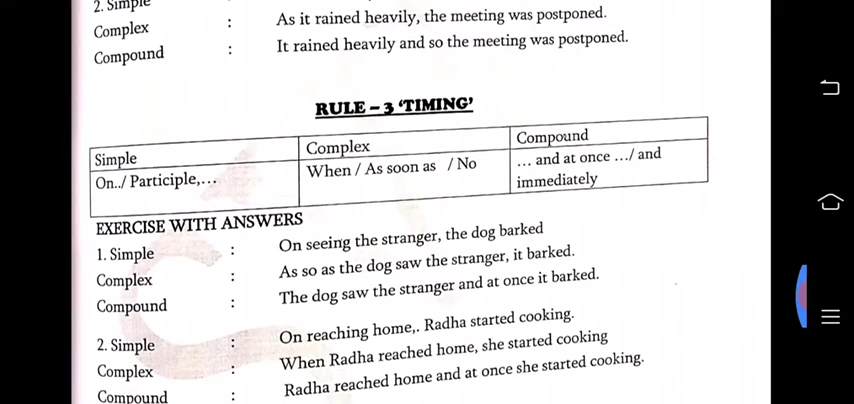 2. Simple
Complex : As it rained heavily, the meeting was postponed.
Compound : It rained heavily and so the meeting was postponed.
RULE – 3 ‘TIMING’
Simple Complex Compound
On../ Participle,... When / As soon as / No ... and at once .../ and
immediately
EXERCISE WITH ANSWERS
1. Simple : On seeing the stranger, the dog barked
Complex : As so as the dog saw the stranger, it barked.
Compound : The dog saw the stranger and at once it barked.
2. Simple : On reaching home,. Radha started cooking.
Complex : When Radha reached home, she started cooking
Compound : Radha reached home and at once she started cooking.